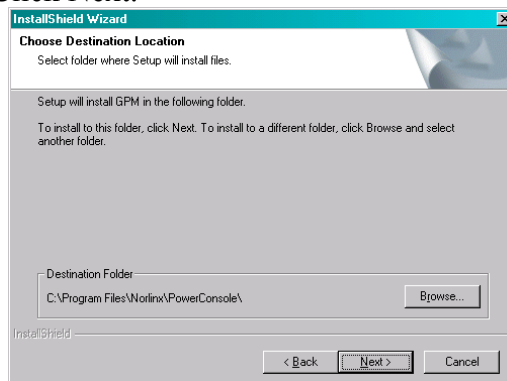 Click Next.
InstallShield Wizard
Choose Destination Location
Select folder where Setup will install files.
Setup will install GPM in the following folder.
To install to this folder, click Next. To install to a different folder, click Browse and select
another folder.
Destination Folder
C:\Program Files\Norlinx\PowerConsole\
Browse...
InstallShield
< Back
Next >
Cancel